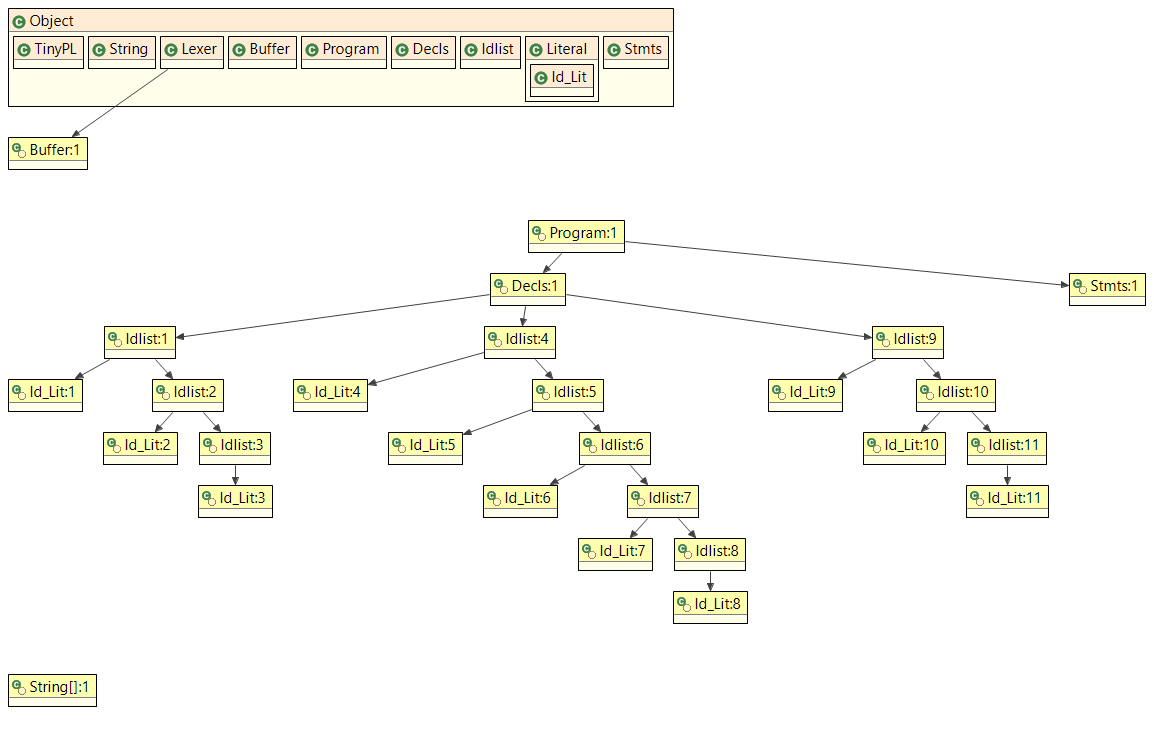 Object
TinyPL String Lexer Buffer Program Decls Idlist Literal Stmts
Id_Lit
Buffer:1
Program:1
Decls:1 Stmts:1
Idlist:1 Idlist:4 Idlist:9
Id_Lit:1 Idlist:2 Id_Lit:4 Idlist:5 Id_Lit:9 Idlist:10
Id_Lit:2 Idlist:3 Id_Lit:5 Idlist:6 Id_Lit:10 Idlist:11
Id_Lit:3 Id_Lit:6 Idlist:7 Id_Lit:11
Id_Lit:7 Idlist:8
Id_Lit:8
String[]:1